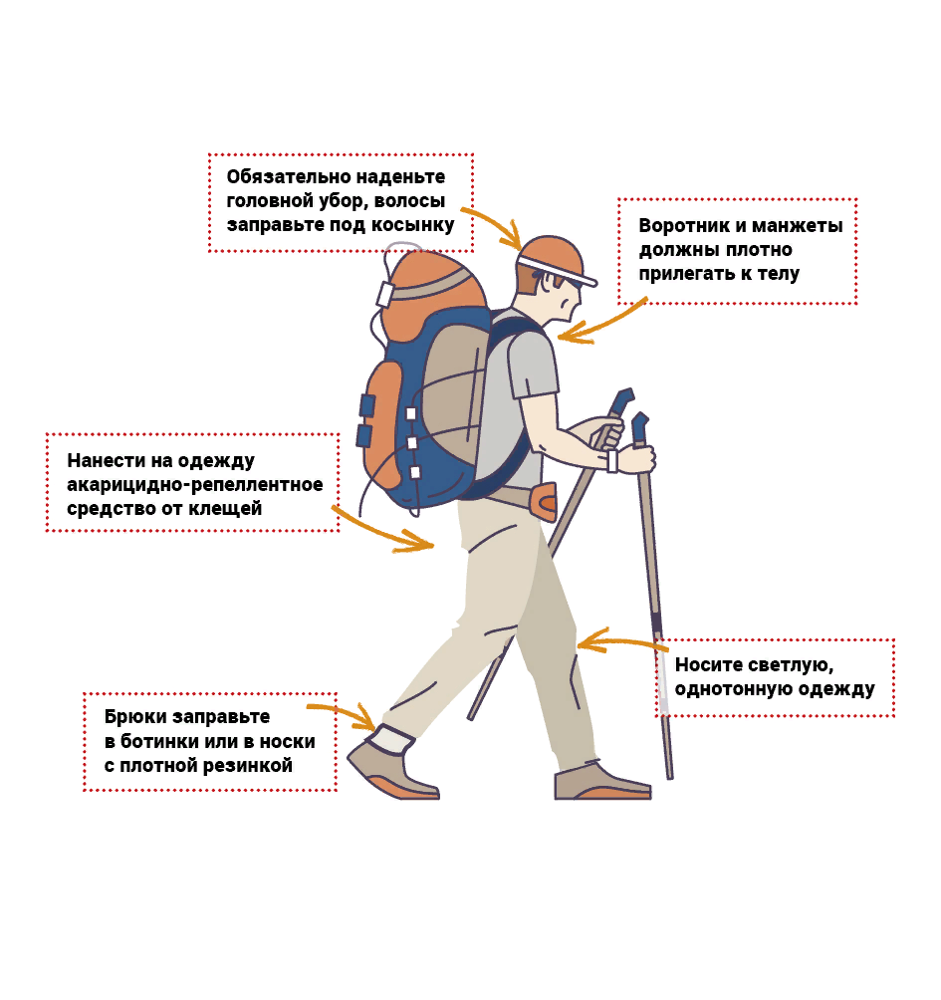 Обязательно наденьте
головной убор, волосы
заправьте под косынку
Воротник и манжеты
должны плотно
прилегать к телу
Нанести на одежду
акарицидно-репеллентное
средство от клещей
Носите светлую,
однотонную одежду
Брюки заправьте
в ботинки или в носки
с плотной резинкой